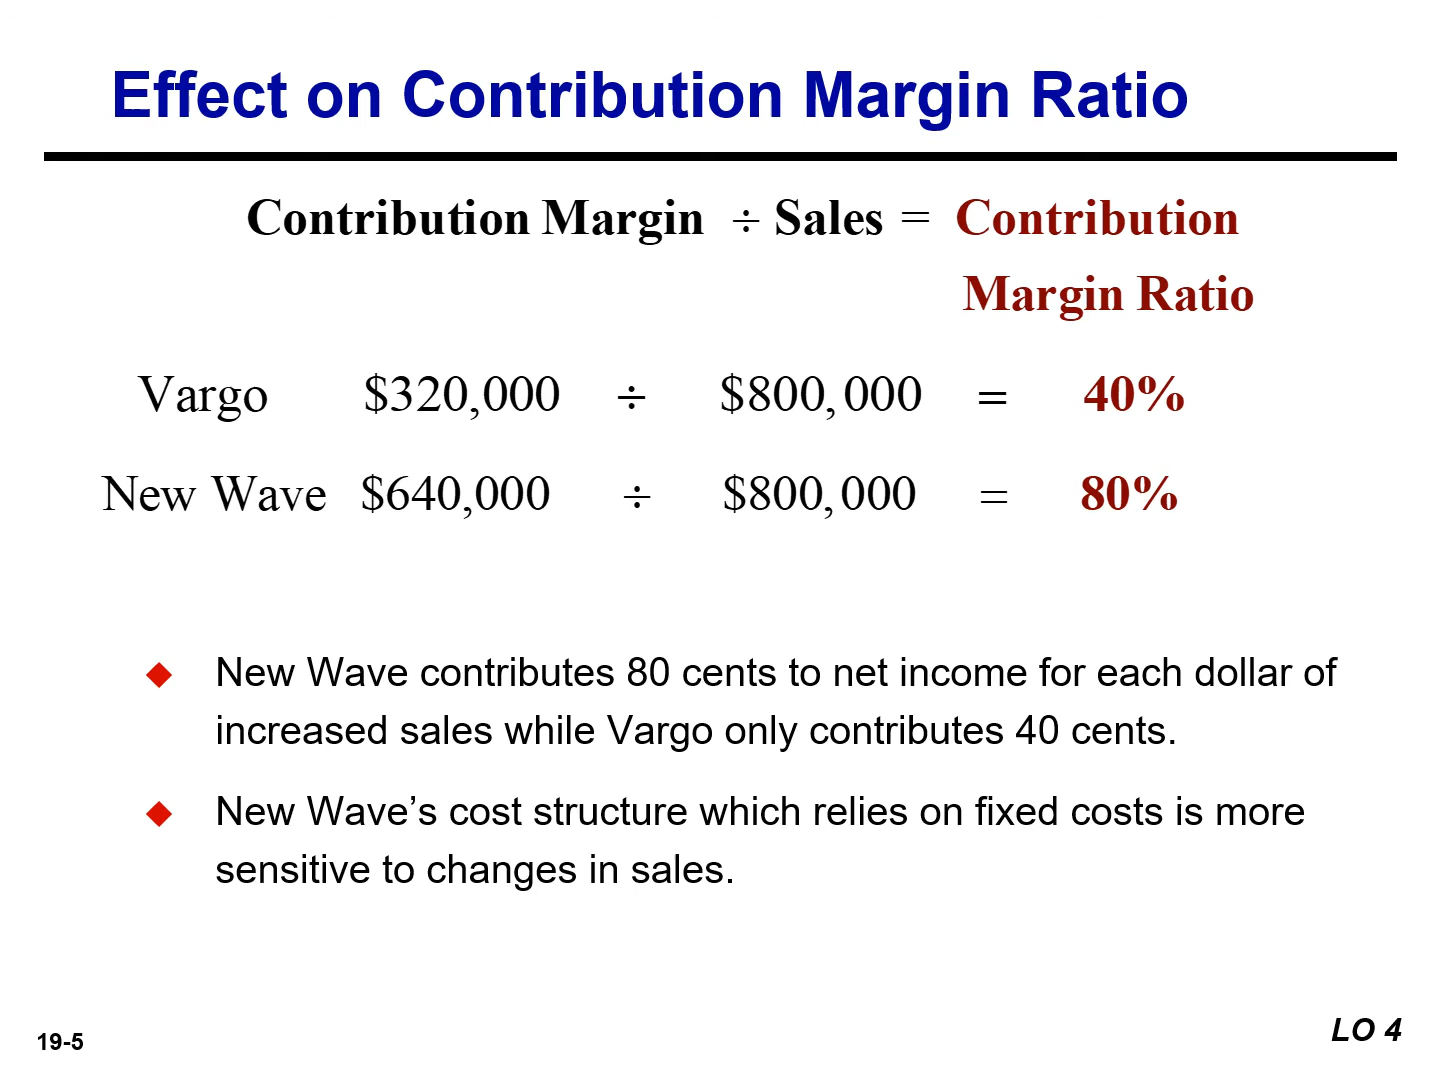 Effect on Contribution Margin Ratio
Contribution Margin ÷ Sales = Contribution
Margin Ratio
Vargo $320,000 ÷ $800,000 = 40%
New Wave $640,000 ÷ $800,000 = 80%
New Wave contributes 80 cents to net income for each dollar of
increased sales while Vargo only contributes 40 cents.
New Wave’s cost structure which relies on fixed costs is more
sensitive to changes in sales.
19-5
LO 4